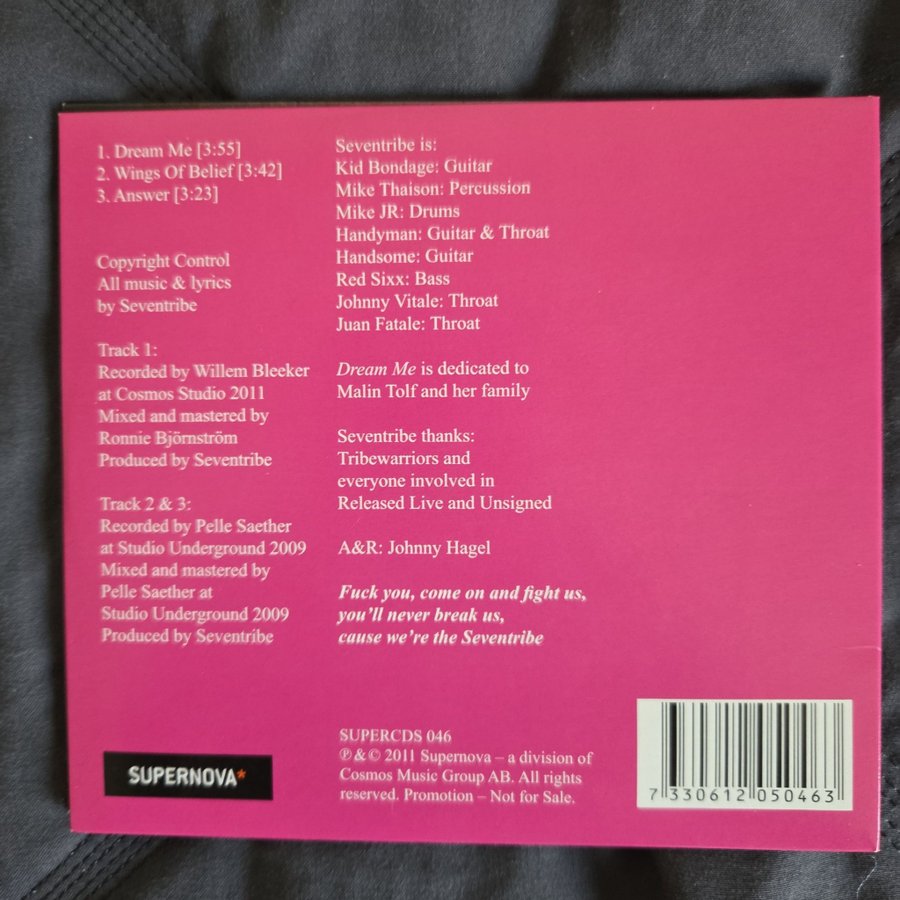 1. Dream Me [3:55]
2. Wings Of Belief [3:42]
3. Answer [3:23]
Copyright Control
All music & lyrics
by Seventribe
Track 1:
Recorded by Willem Bleeker
at Cosmos Studio 2011
Mixed and mastered by
Ronnie Björnström
Produced by Seventribe
Track 2 & 3:
Recorded by Pelle Saether
at Studio Underground 2009
Mixed and mastered by
Pelle Saether at
Studio Underground 2009
Produced by Seventribe
SUPERNOVA*
Seventribe is:
Kid Bondage: Guitar
Mike Thaison: Percussion
Mike JR: Drums
Handyman: Guitar & Throat
Handsome: Guitar
Red Sixx: Bass
Johnny Vitale: Throat
Juan Fatale: Throat
Dream Me is dedicated to
Malin Tolf and her family
Seventribe thanks:
Tribewarriors and
everyone involved in
Released Live and Unsigned
A&R: Johnny Hagel
Fuck you, come on and fight us,
you'll never break us,
cause we're the Seventribe
SUPERCDS 046
℗ & © 2011 Supernova – a division of
Cosmos Music Group AB. All rights
reserved. Promotion – Not for Sale.
7 330612 050463